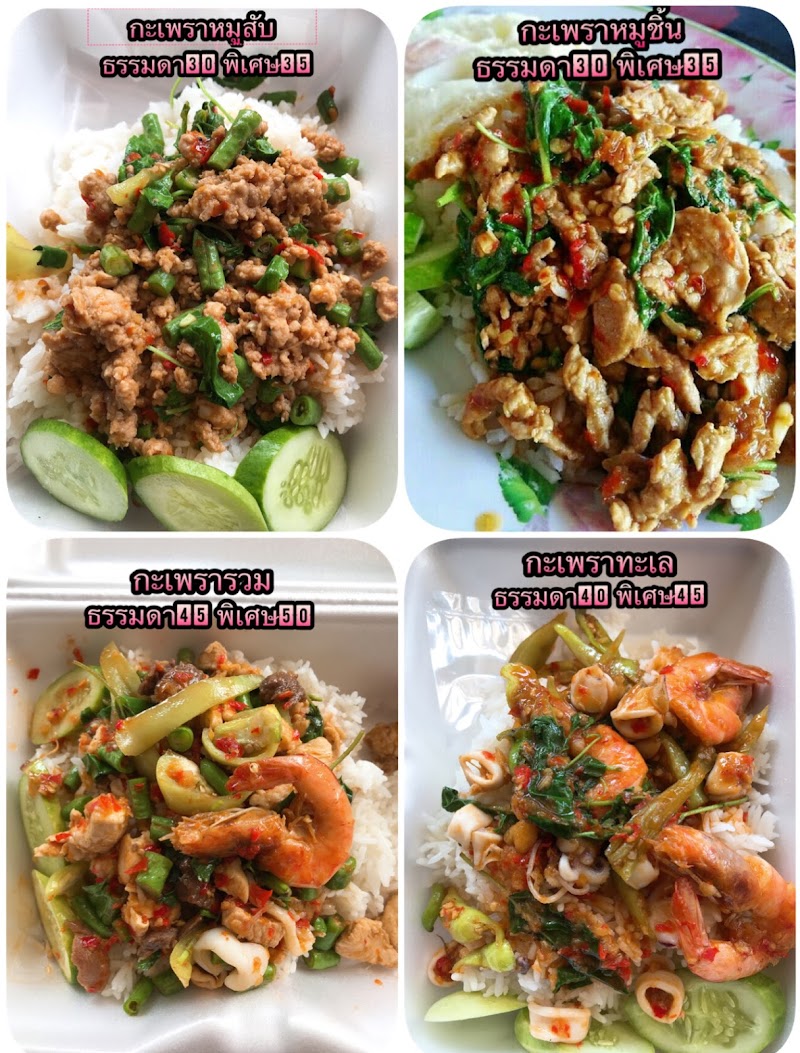 กะเพราหมูสับ
ธรรมดา30 พิเศษ35
กะเพราหมูชิ้น
ธรรมดา30 พิเศษ35
กะเพรารวม
ธรรมดา45 พิเศษ50
กะเพราทะเล
ธรรมดา40 พิเศษ45